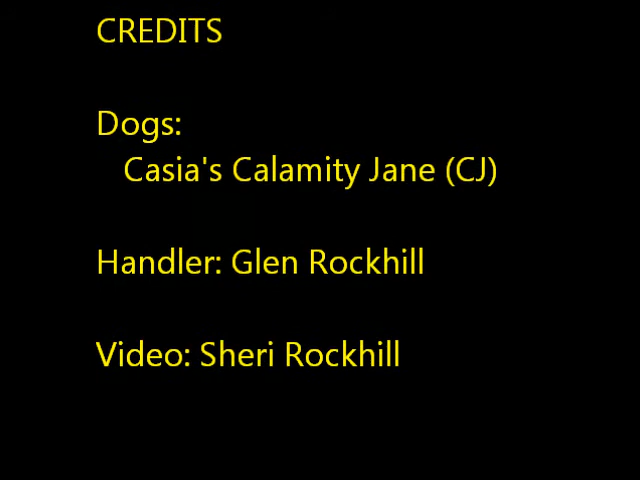 CREDITS
Dogs:
Casia's Calamity Jane (CJ)
Handler: Glen Rockhill
Video: Sheri Rockhill